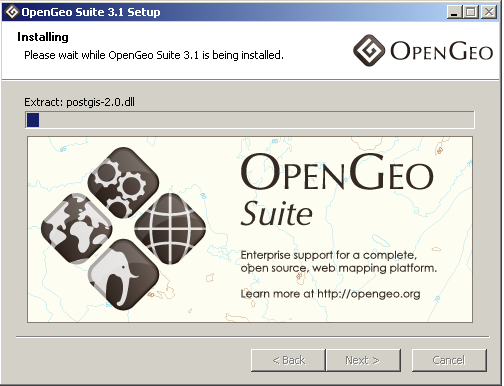 OpenGeo Suite 3.1 Setup
Installing
Please wait while OpenGeo Suite 3.1 is being installed.
OPENGEO
Extract: postgis-2.0.dll
OPENGEO
Suite
Enterprise support for a complete,
open source, web mapping platform.
Learn more at http://opengeo.org
< Back
Next >
Cancel